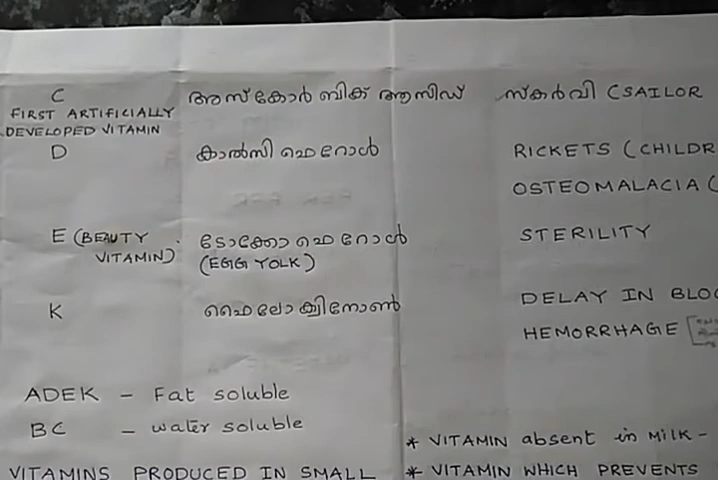 C അസ്കോർബിക് ആസിഡ് സ്കർവി (SAILOR
FIRST ARTIFICIALLY
DEVELOPED VITAMIN
D കാൽസിഫെറോൾ RICKETS (CHILDR
OSTEOMALACIA (
E (BEAUTY ടോക്കോഫെറോൾ STERILITY
VITAMIN) (EGG YOLK)
K ഫൈലോക്വിനോൺ DELAY IN BLOO
HEMORRHAGE [
ADEK - Fat soluble
BC - water soluble
* VITAMIN absent in MILK -
VITAMINS PRODUCED IN SMALL * VITAMIN WHICH PREVENTS